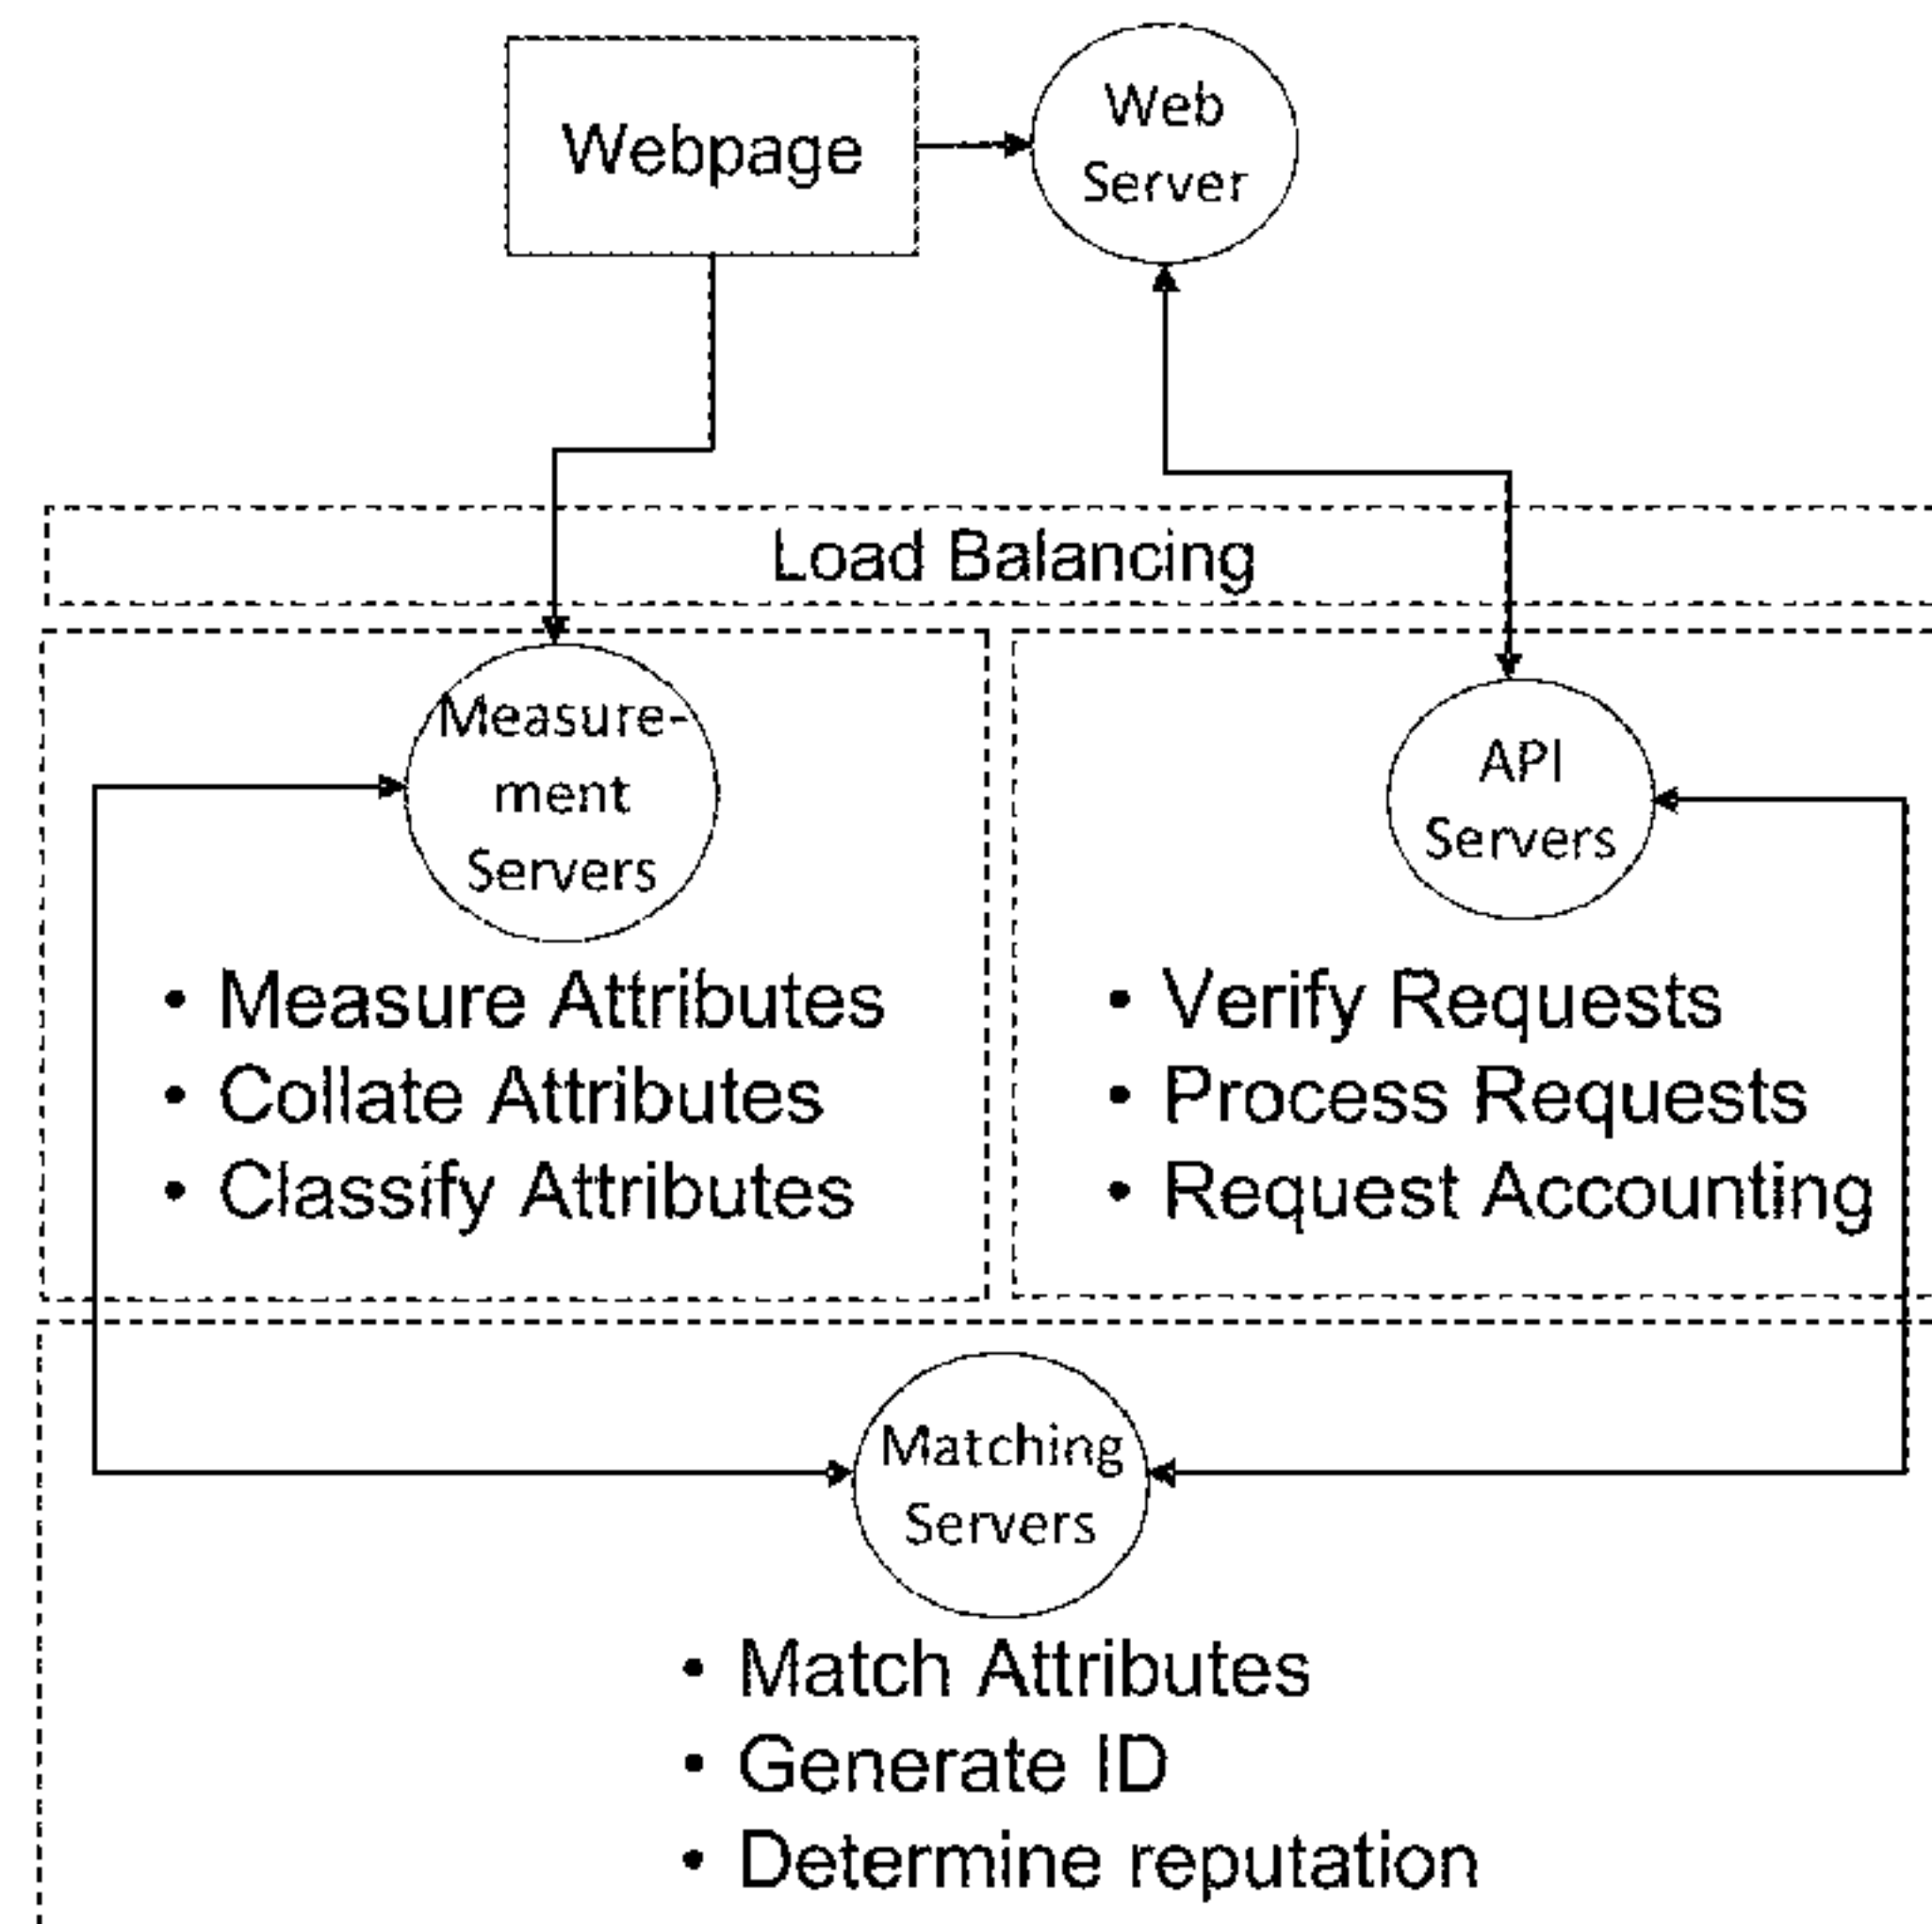 Webpage
Web
Server
Load Balancing
Measure-
ment
Servers
API
Servers
• Measure Attributes
• Collate Attributes
• Classify Attributes
• Verify Requests
• Process Requests
• Request Accounting
Matching
Servers
• Match Attributes
• Generate ID
• Determine reputation